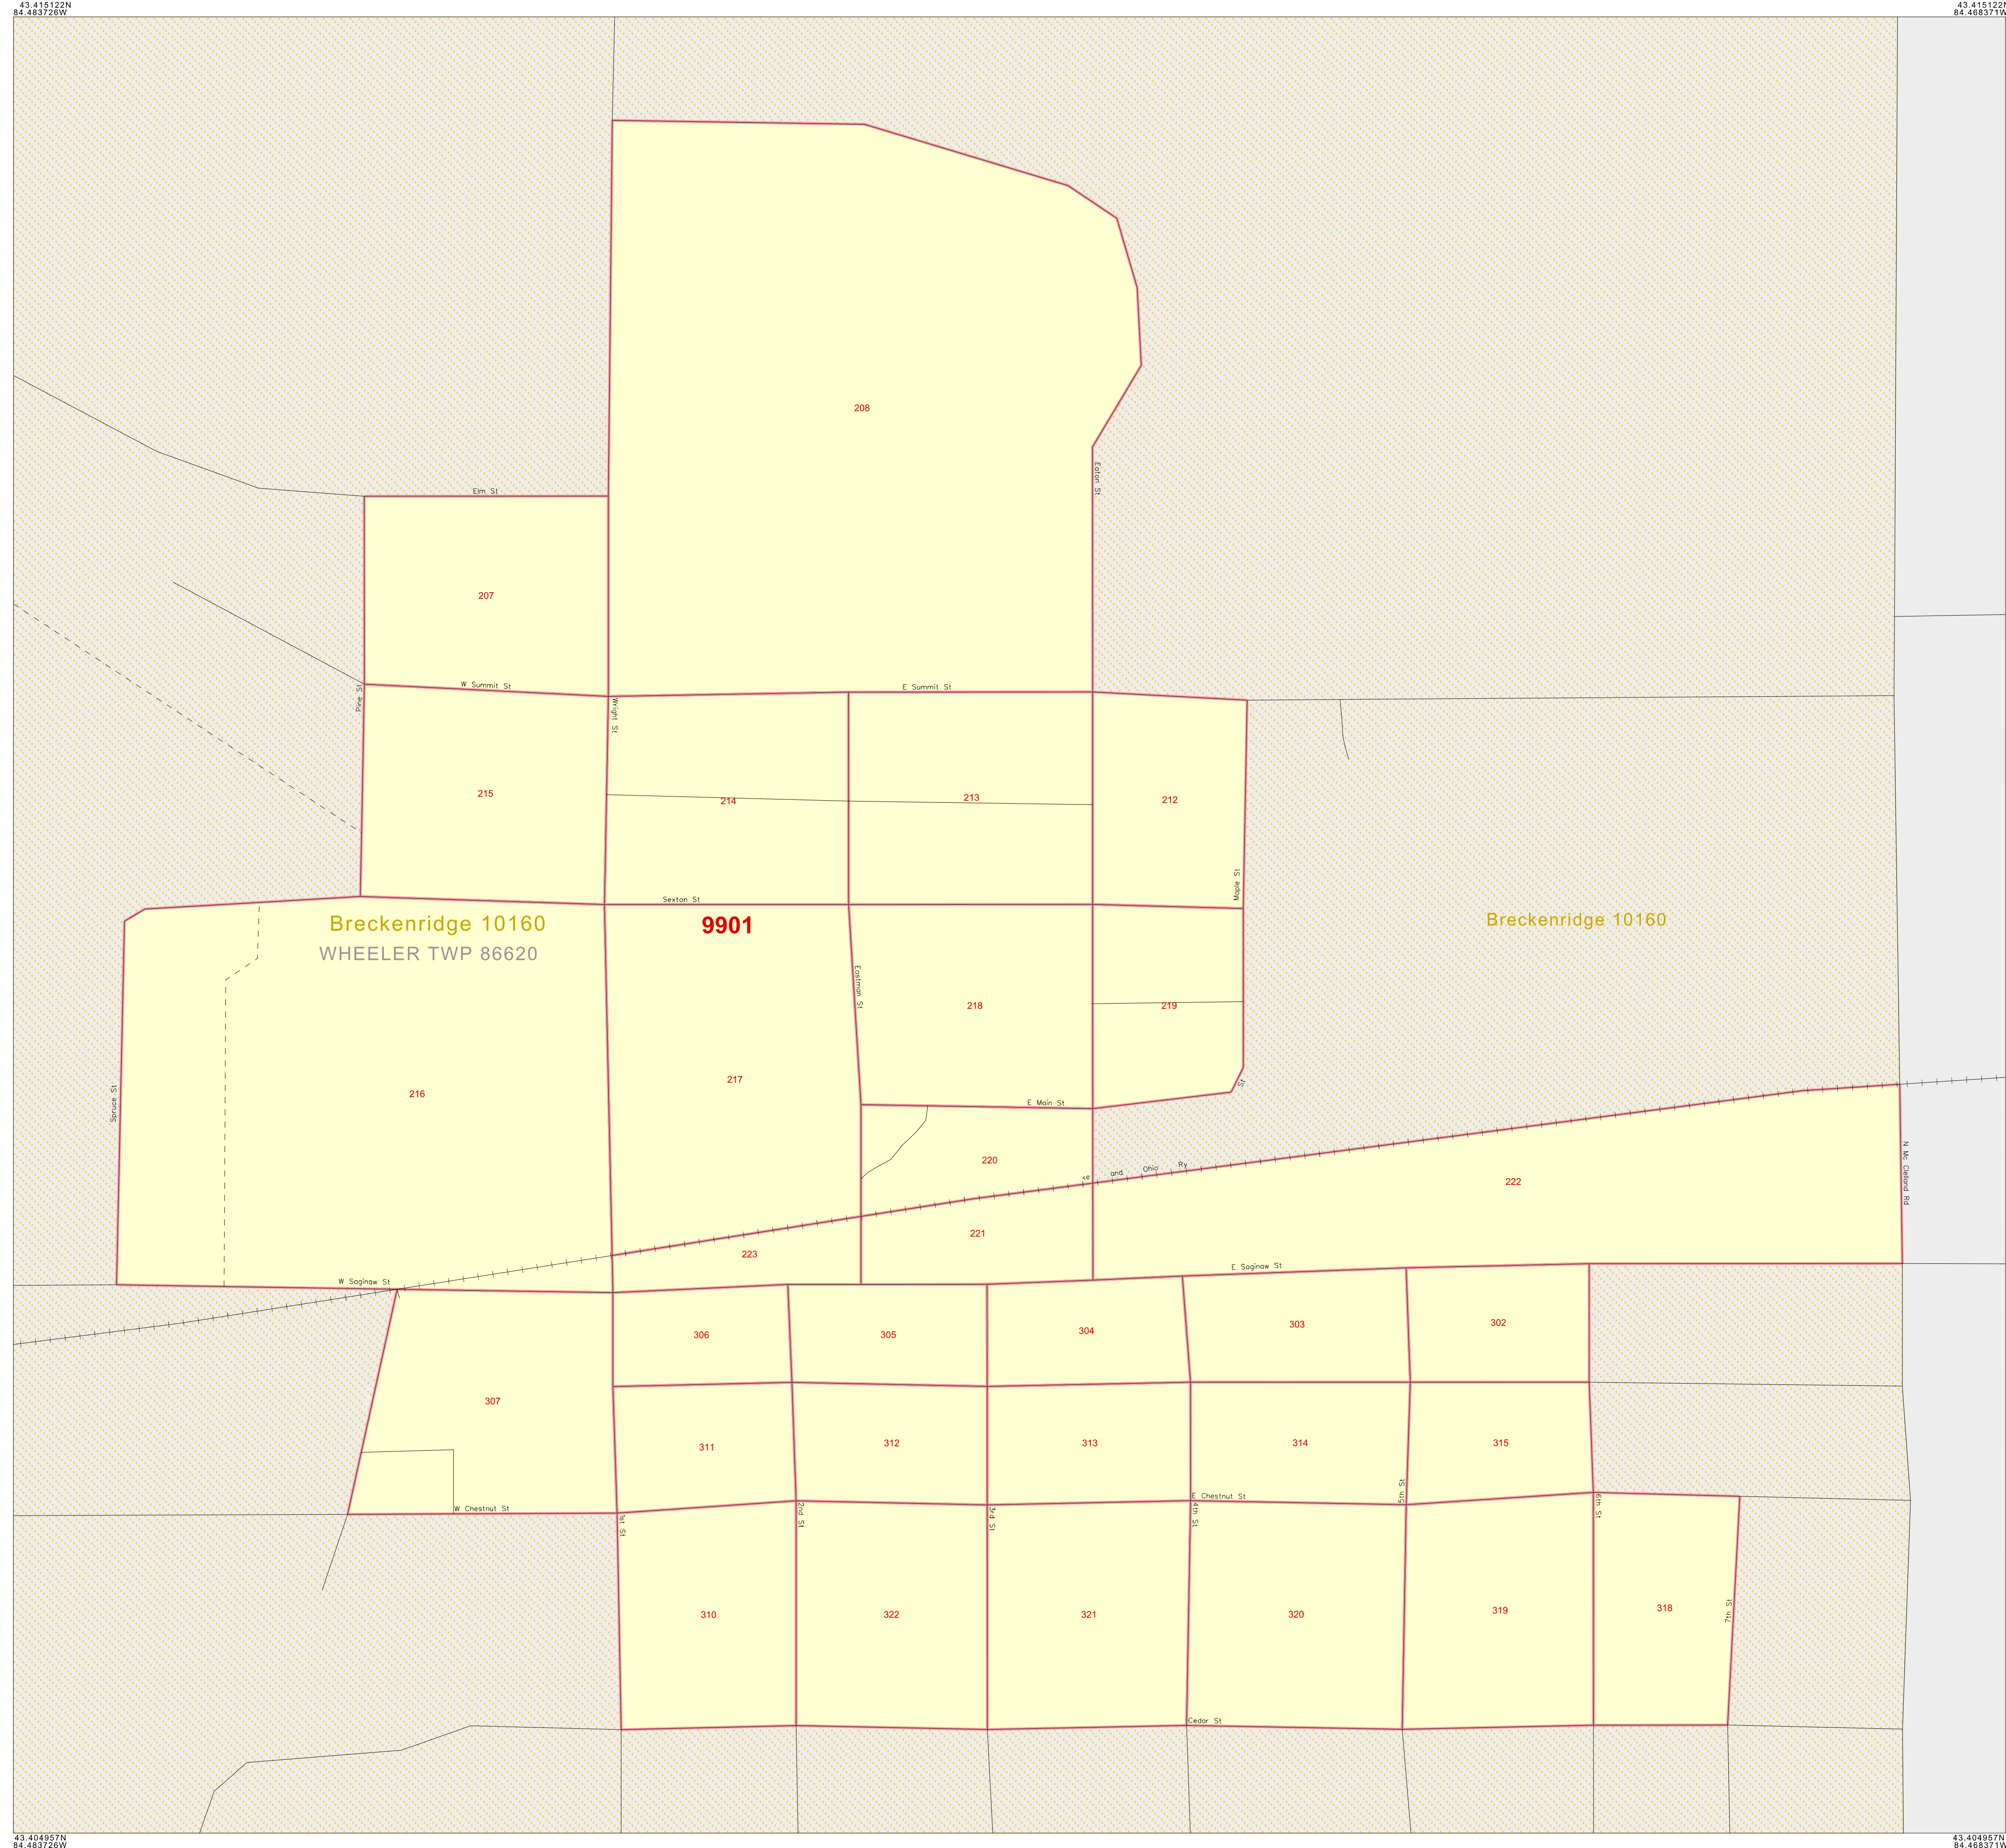 43.415122N
84.483726W
43.415122N
84.468371W
208
Eaton St
Elm St
207
W Summit St
E Summit St
Pine St
Wright St
215
214
213
212
Maple St
Sexton St
Breckenridge 10160
WHEELER TWP 86620
9901
Breckenridge 10160
Eastman St
218
219
217
216
Spruce St
St
E Main St
220
ke and Ohio Ry
222
N Mc Clelland Rd
221
223
W Saginaw St
E Saginaw St
306
305
304
303
302
307
311
312
313
314
315
W Chestnut St
E Chestnut St
1st St
2nd St
3rd St
4th St
5th St
6th St
7th St
310
322
321
320
319
318
Cedar St
43.404957N
84.483726W
43.404957N
84.468371W